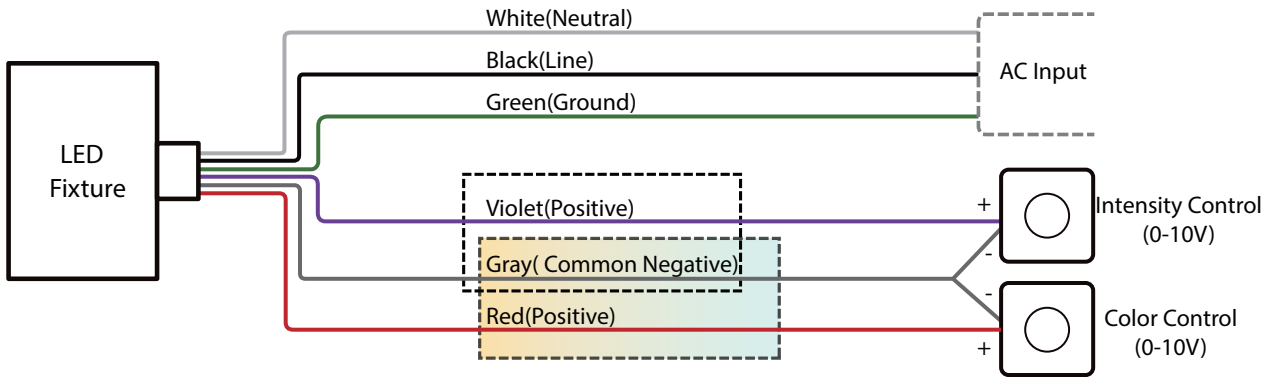 White(Neutral)
Black(Line)
Green(Ground)
AC Input
LED
Fixture
Violet(Positive)
+
Intensity Control
(0-10V)
-
Gray( Common Negative)
-
Red(Positive)
+
Color Control
(0-10V)